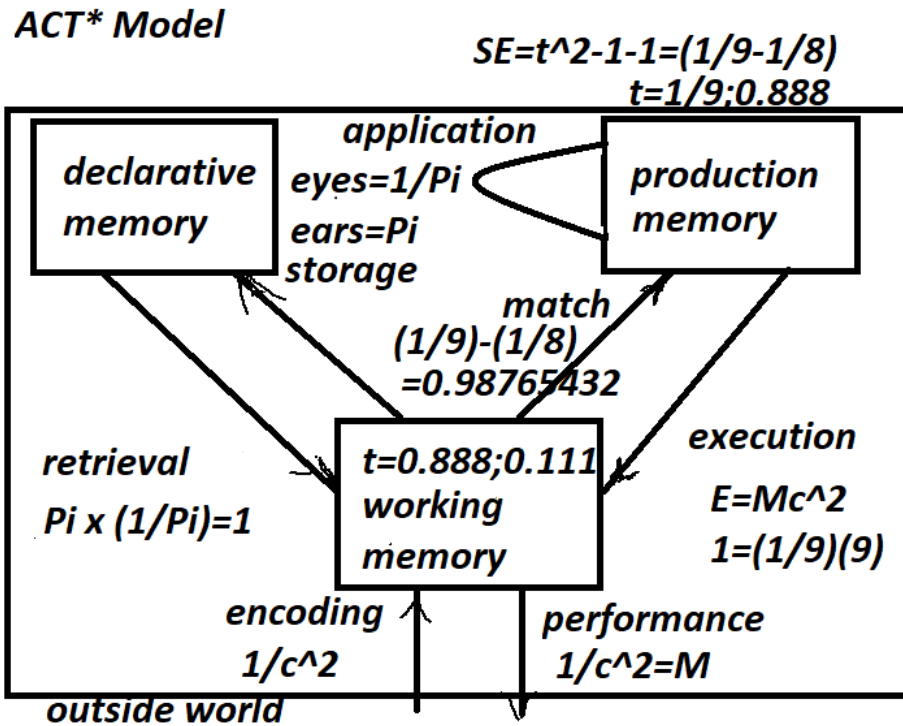 ACT* Model
SE=t^2-1-1=(1/9-1/8)
t=1/9;0.888
application
eyes=1/Pi
ears=Pi
storage
declarative
memory
production
memory
match
(1/9)-(1/8)
=0.98765432
retrieval
Pi x (1/Pi)=1
t=0.888;0.111
working
memory
execution
E=Mc^2
1=(1/9)(9)
encoding
1/c^2
performance
1/c^2=M
outside world